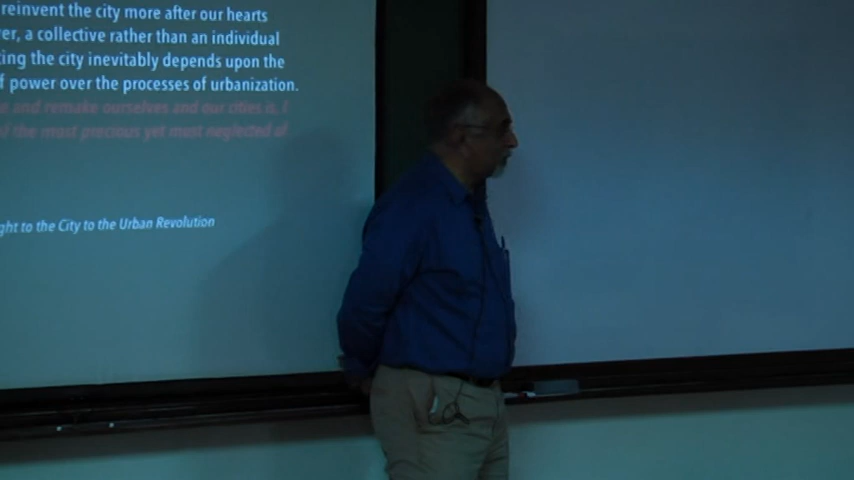 reinvent the city more after our hearts
er, a collective rather than an individual
ing the city inevitably depends upon the
f power over the processes of urbanization.
and remake ourselves and our cities is, I
the most precious yet most neglected of
ght to the City to the Urban Revolution